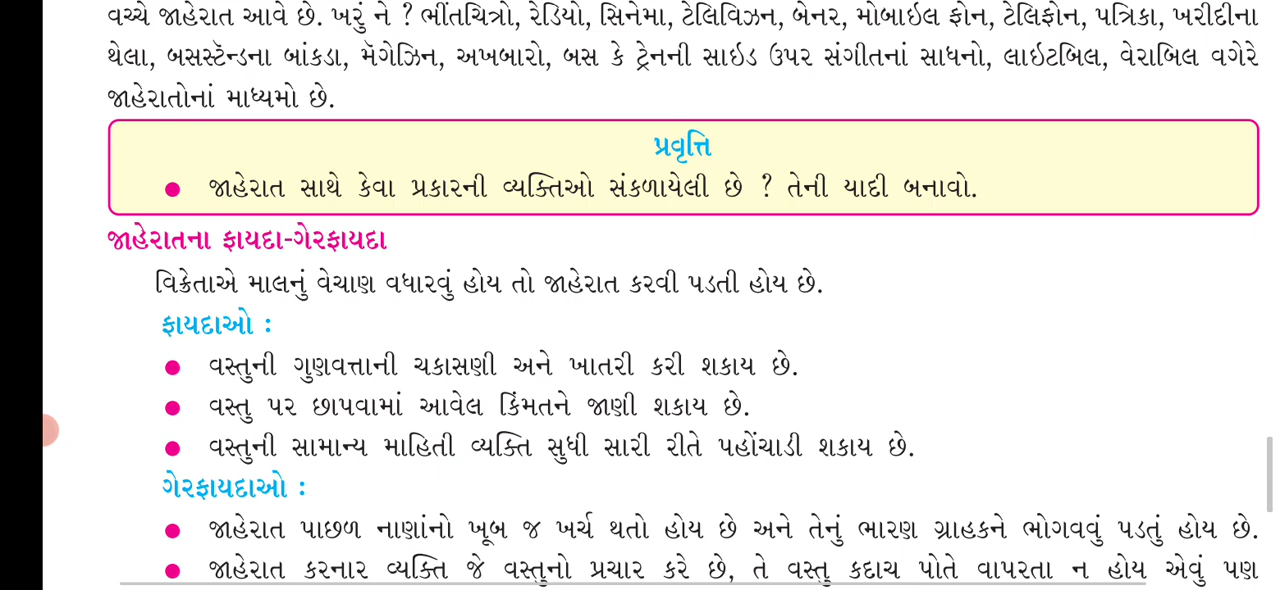 વચ્ચે જાહેરાત આવે છે. ખરું ને ? ભીંતચિત્રો, રેડિયો, સિનેમા, ટેલિવિઝન, બેનર, મોબાઇલ ફોન, ટેલિફોન, પત્રિકા, ખરીદીના
થેલા, બસસ્ટૅન્ડના બાંકડા, મૅગેઝિન, અખબારો, બસ કે ટ્રેનની સાઇડ ઉપર સંગીતનાં સાધનો, લાઇટબિલ, વેરાબિલ વગેરે
જાહેરાતોનાં માધ્યમો છે.
પ્રવૃત્તિ
● જાહેરાત સાથે કેવા પ્રકારની વ્યક્તિઓ સંકળાયેલી છે ? તેની યાદી બનાવો.
જાહેરાતના ફાયદા-ગેરફાયદા
વિક્રેતાએ માલનું વેચાણ વધારવું હોય તો જાહેરાત કરવી પડતી હોય છે.
ફાયદાઓ :
● વસ્તુની ગુણવત્તાની ચકાસણી અને ખાતરી કરી શકાય છે.
● વસ્તુ પર છાપવામાં આવેલ કિંમતને જાણી શકાય છે.
● વસ્તુની સામાન્ય માહિતી વ્યક્તિ સુધી સારી રીતે પહોંચાડી શકાય છે.
ગેરફાયદાઓ :
● જાહેરાત પાછળ નાણાંનો ખૂબ જ ખર્ચ થતો હોય છે અને તેનું ભારણ ગ્રાહકને ભોગવવું પડતું હોય છે.
● જાહેરાત કરનાર વ્યક્તિ જે વસ્તુનો પ્રચાર કરે છે, તે વસ્તુ કદાચ પોતે વાપરતા ન હોય એવું પણ